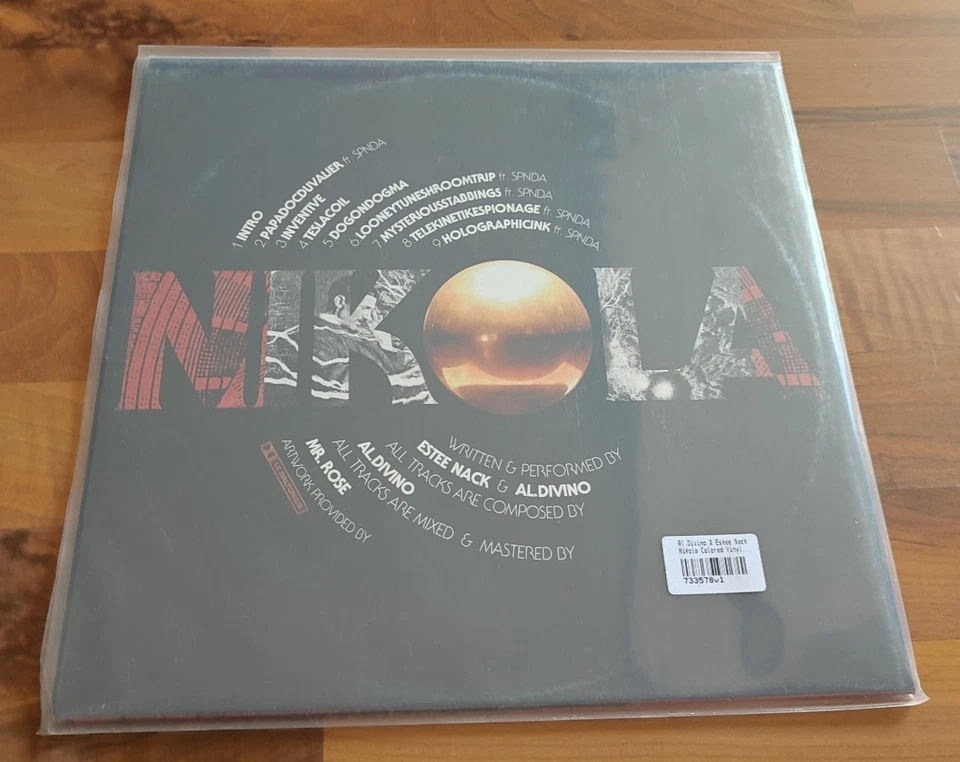 1 INTRO
2 PAPADOCDUVALIER ft. SPNDA
3 INVENTIVE
4 TESLACOIL
5 DOGONDOGMA
6 LOONEYTUNESHROOMTRIP ft. SPNDA
7 MYSTERIOUSSTABBINGS ft. SPNDA
8 TELEKINETIKESPIONAGE ft. SPNDA
9 HOLOGRAPHICINK ft. SPNDA
NIKOLA
WRITTEN & PERFORMED BY
ESTEE NACK & AL.DIVINO
ALL TRACKS ARE COMPOSED BY
AL.DIVINO
ALL TRACKS ARE MIXED & MASTERED BY
MR. ROSE
ARTWORK PROVIDED BY
Al Divino X Estee Nack
Nikola Colored Vinyl...
733578v1